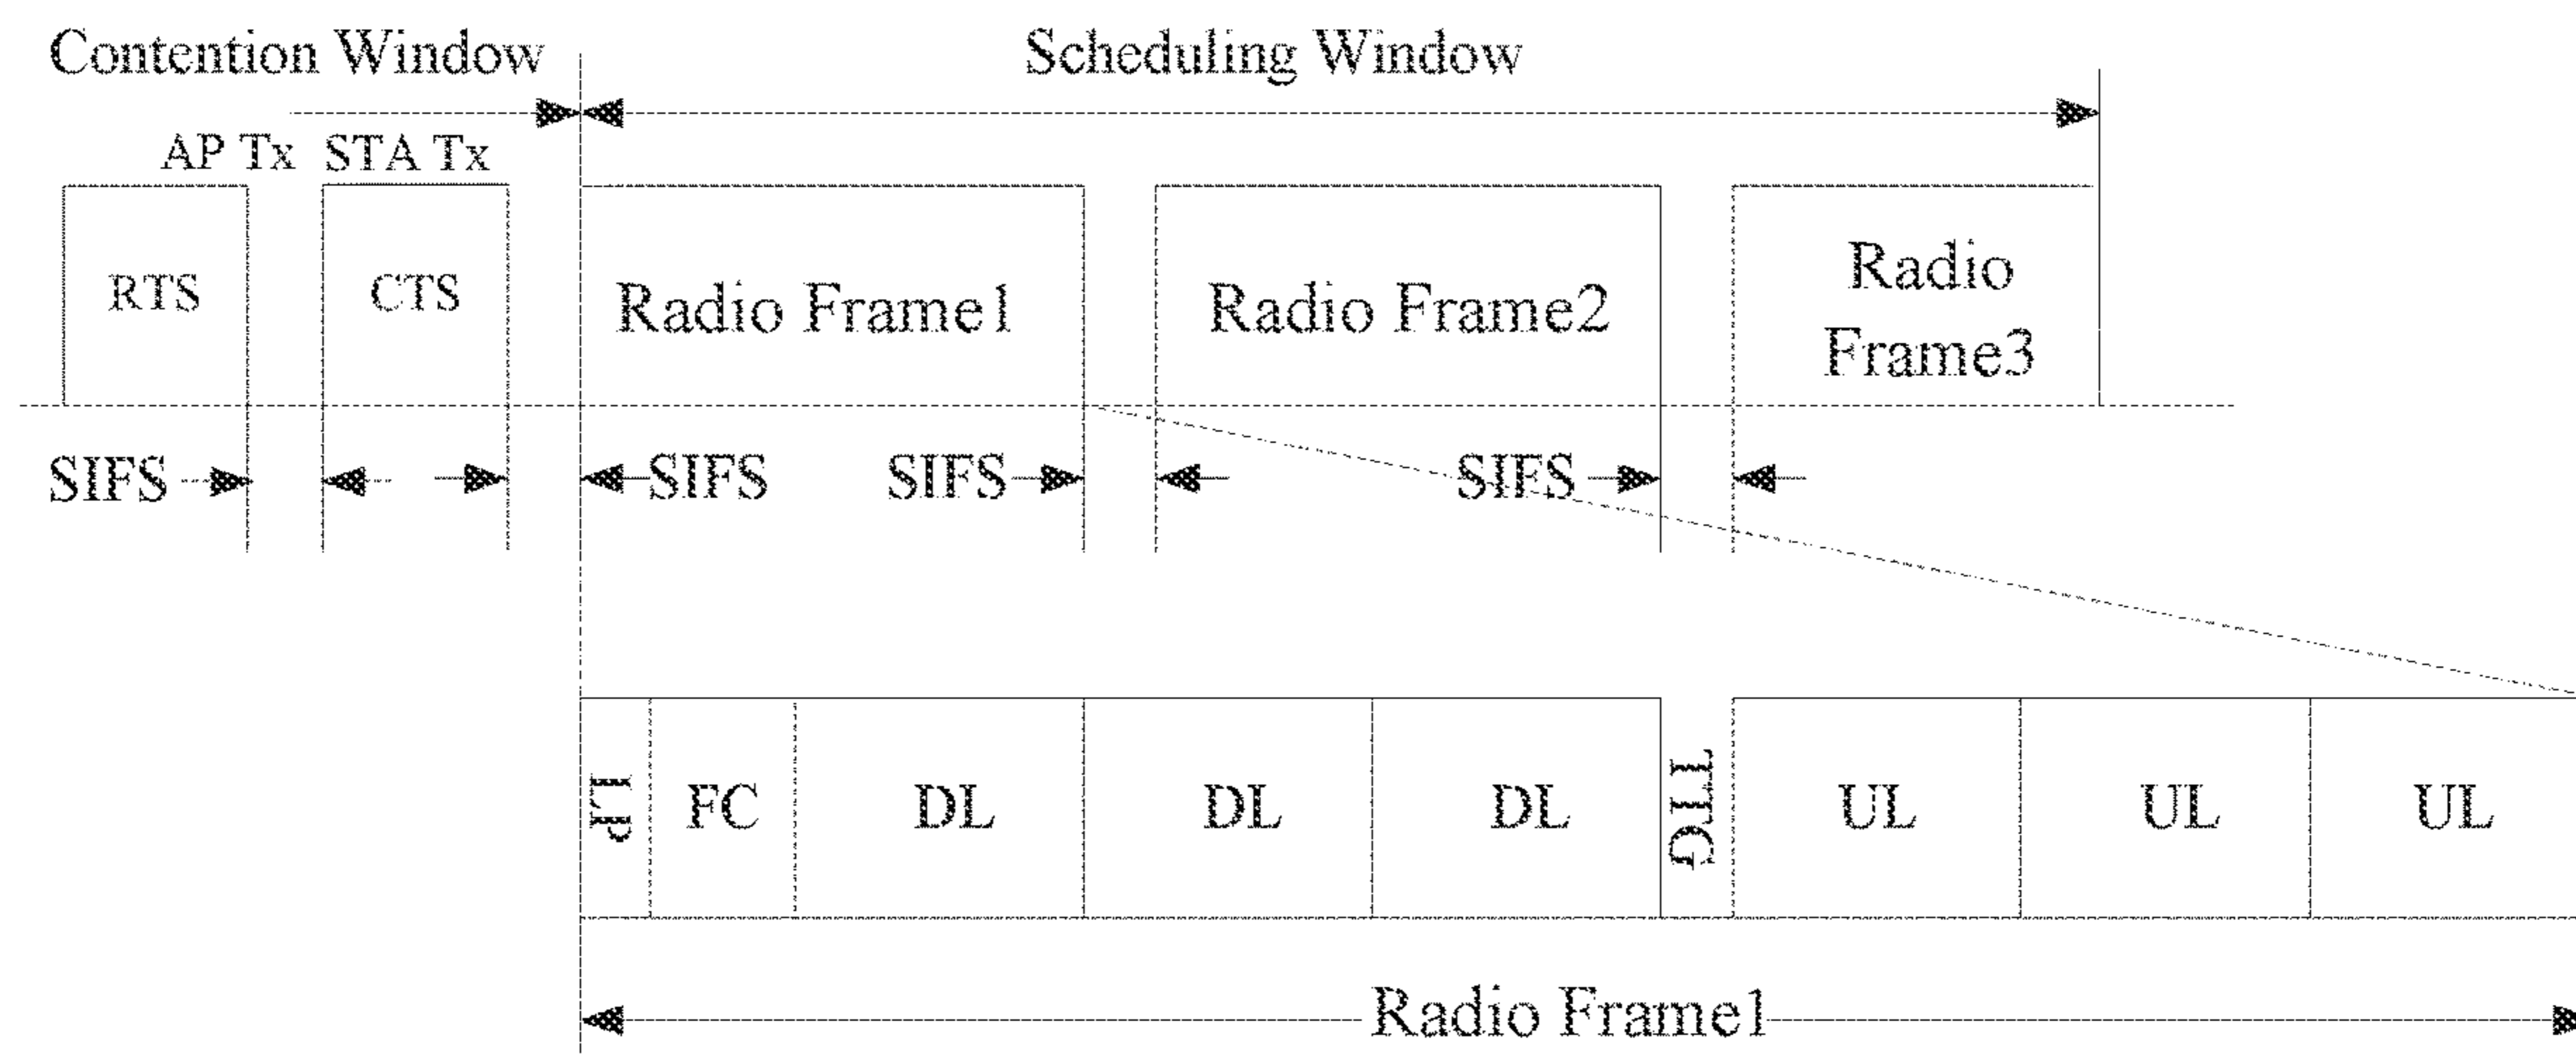 Contention Window
Scheduling Window
AP Tx
STA Tx
RTS
CTS
Radio Frame1
Radio Frame2
Radio
Frame3
SIFS
SIFS
SIFS
SIFS
LP
FC
DL
DL
DL
TTG
UL
UL
UL
Radio Frame1